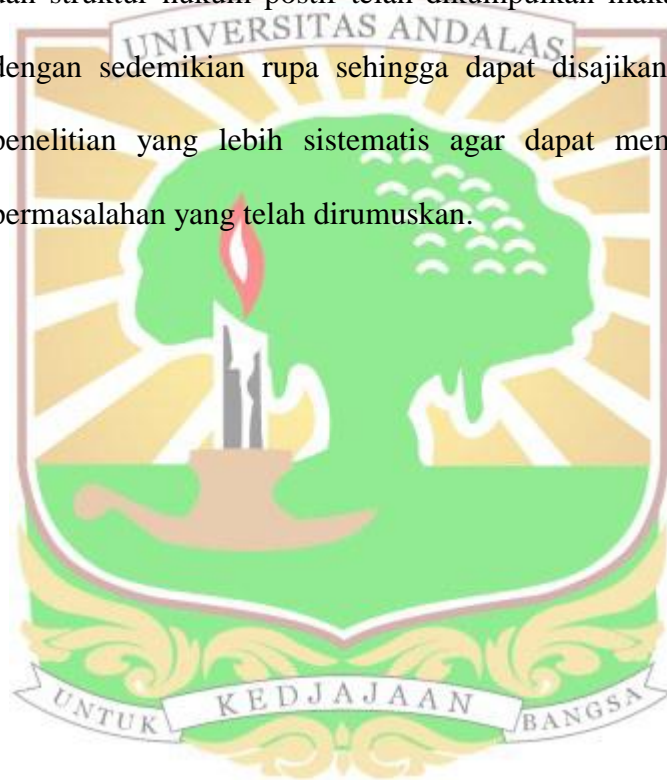 dan struktur hukum postif telah dikumpulkan maka
UNIVERSITAS ANDALAS
dengan sedemikian rupa sehingga dapat disajikan
penelitian yang lebih sistematis agar dapat men
permasalahan yang telah dirumuskan.
UNTUK KEDJAJAAN BANGSA